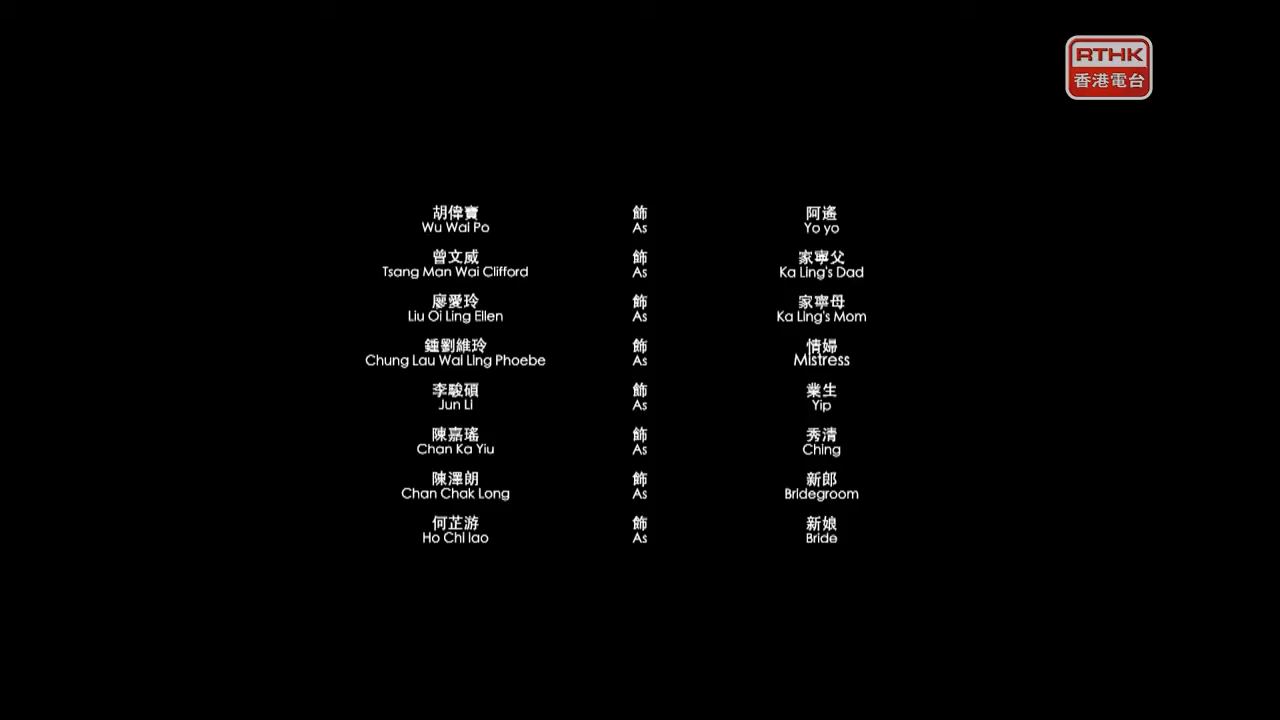 RTHK
香港電台
胡偉寶 飾 阿遙
Wu Wai Po As Yo yo
曾文威 飾 家寧父
Tsang Man Wai Clifford As Ka Ling's Dad
廖愛玲 飾 家寧母
Liu Oi Ling Ellen As Ka Ling's Mom
鍾劉維玲 飾 情婦
Chung Lau Wai Ling Phoebe As Mistress
李駿碩 飾 業生
Jun Li As Yip
陳嘉瑤 飾 秀清
Chan Ka Yiu As Ching
陳澤朗 飾 新郎
Chan Chak Long As Bridegroom
何芷游 飾 新娘
Ho Chi Iao As Bride